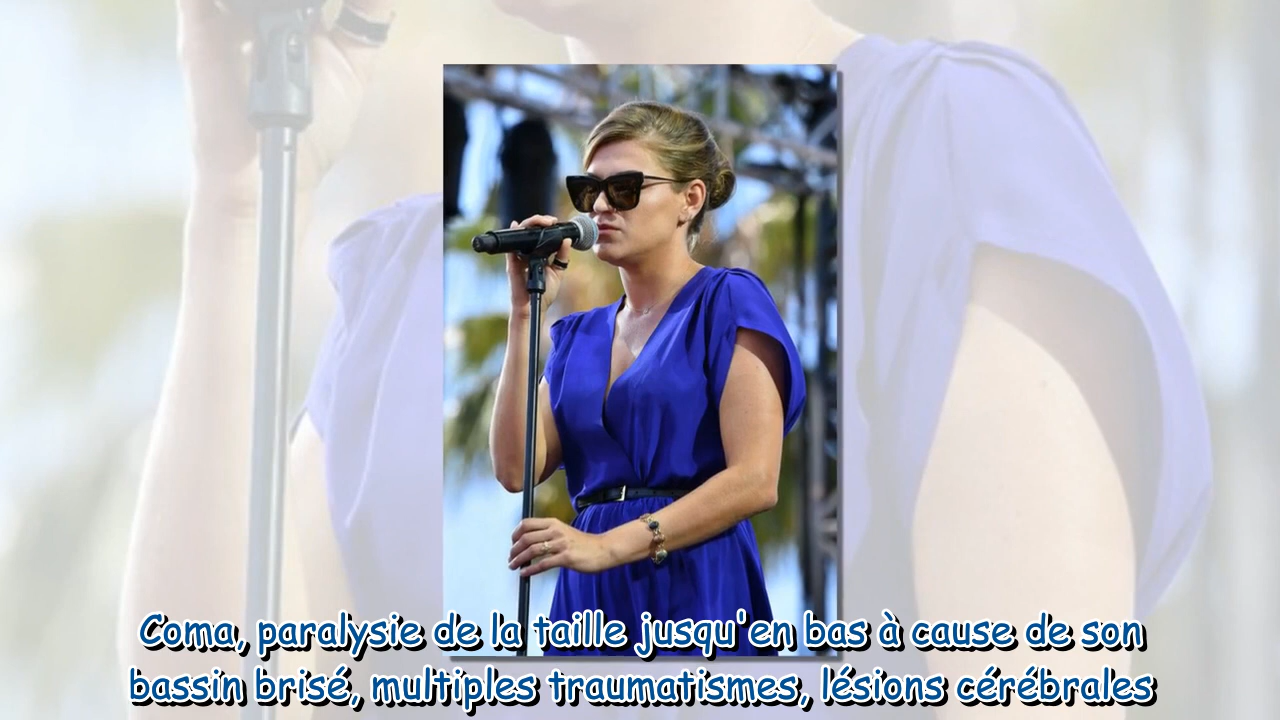 Coma, paralysie de la taille jusqu'en bas à cause de son
bassin brisé, multiples traumatismes, lésions cérébrales